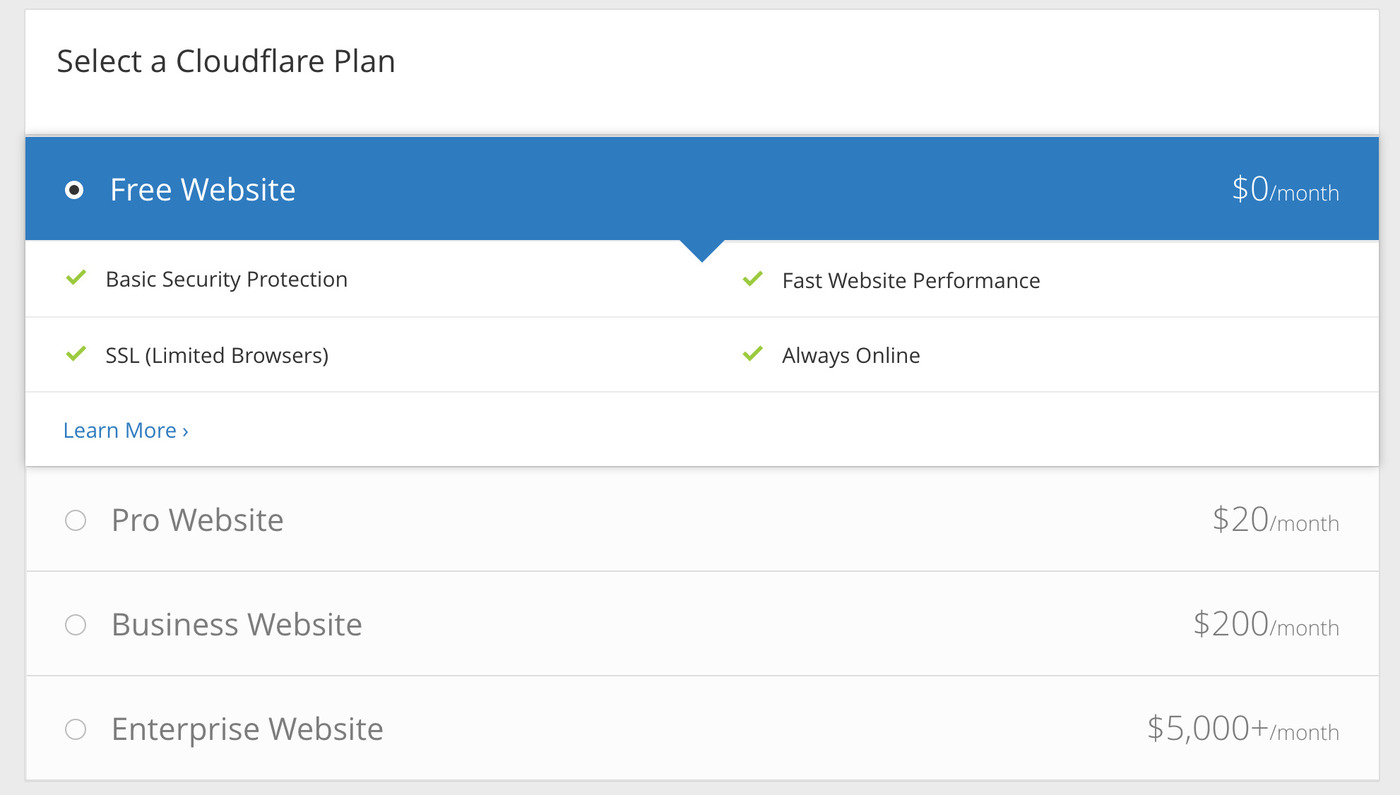 Select a Cloudflare Plan
Free Website $0/month
Basic Security Protection Fast Website Performance
SSL (Limited Browsers) Always Online
Learn More ›
Pro Website $20/month
Business Website $200/month
Enterprise Website $5,000+/month